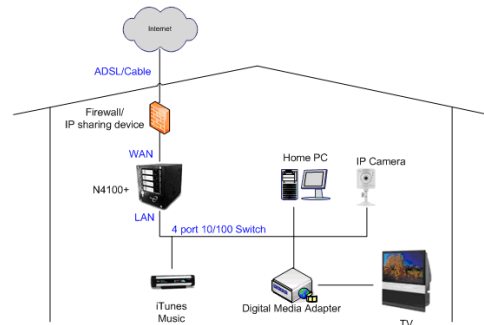 Internet
ADSL/Cable
Firewall/
IP sharing device
WAN
N4100+
Home PC
IP Camera
LAN
4 port 10/100 Switch
iTunes
Music
Digital Media Adapter
TV